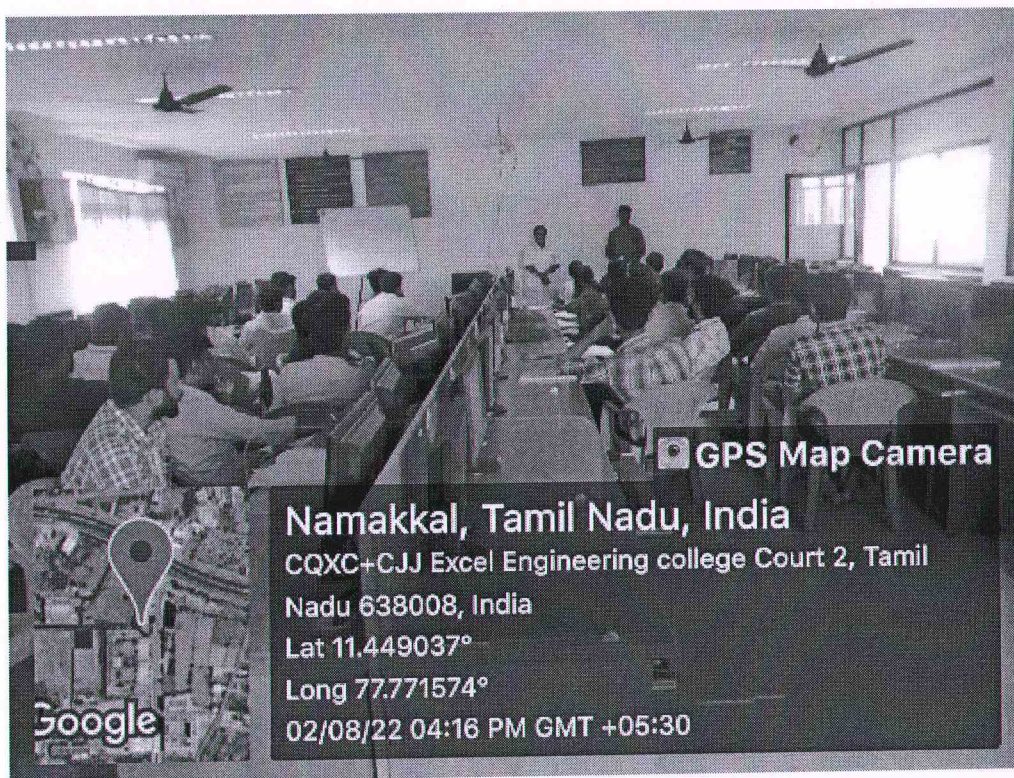 GPS Map Camera
Namakkal, Tamil Nadu, India
CQXC+CJJ Excel Engineering college Court 2, Tamil
Nadu 638008, India
Lat 11.449037°
Long 77.771574°
02/08/22 04:16 PM GMT +05:30
Google